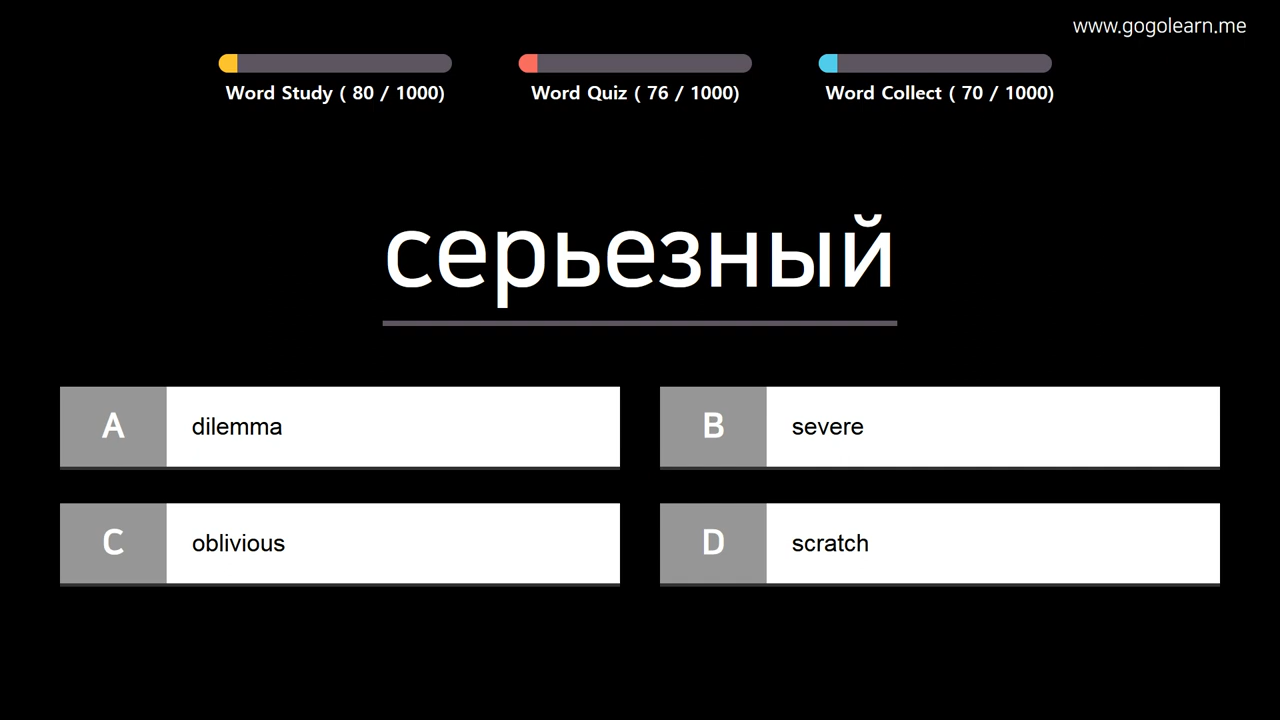 www.gogolearn.me
Word Study ( 80 / 1000)
Word Quiz ( 76 / 1000)
Word Collect ( 70 / 1000)
серьезный
A dilemma
B severe
C oblivious
D scratch